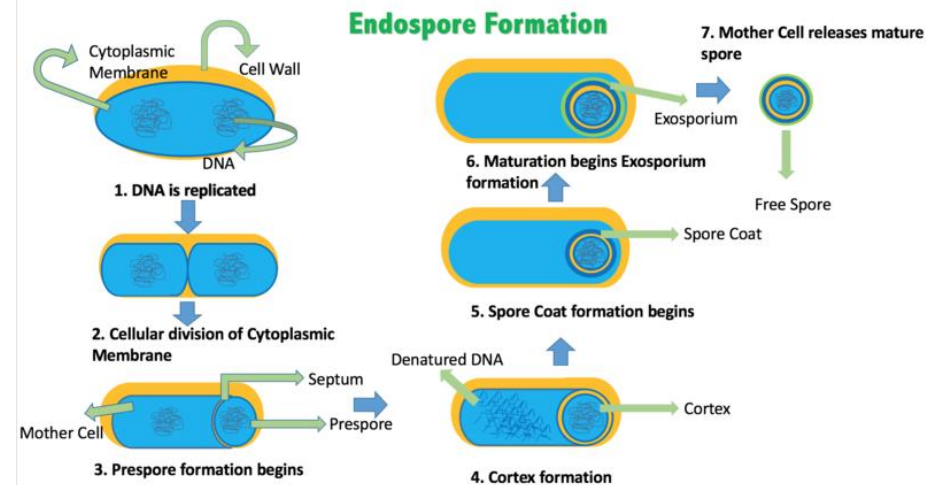 Endospore Formation
Cytoplasmic
Membrane
Cell Wall
DNA
1. DNA is replicated
2. Cellular division of Cytoplasmic
Membrane
Septum
Mother Cell
Prespore
3. Prespore formation begins
Denatured DNA
Cortex
4. Cortex formation
5. Spore Coat formation begins
Spore Coat
6. Maturation begins Exosporium
formation
Exosporium
7. Mother Cell releases mature
spore
Free Spore